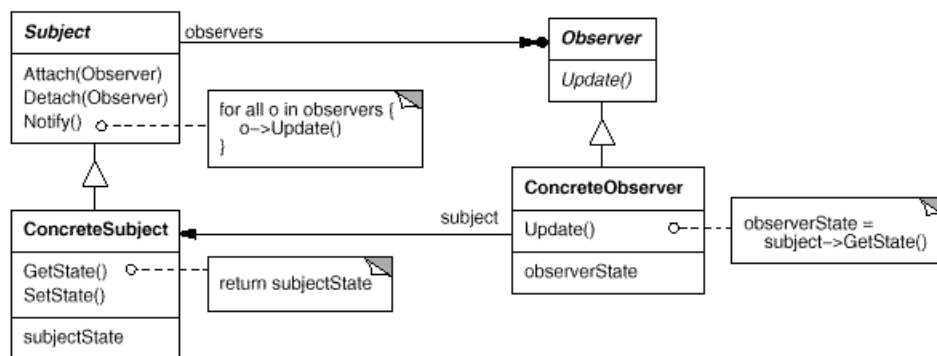 Subject
observers
Observer
Attach(Observer)
Detach(Observer)
Notify()
for all o in observers {
o->Update()
}
Update()
ConcreteSubject
subject
ConcreteObserver
GetState()
SetState()
return subjectState
Update()
observerState =
subject->GetState()
subjectState
observerState